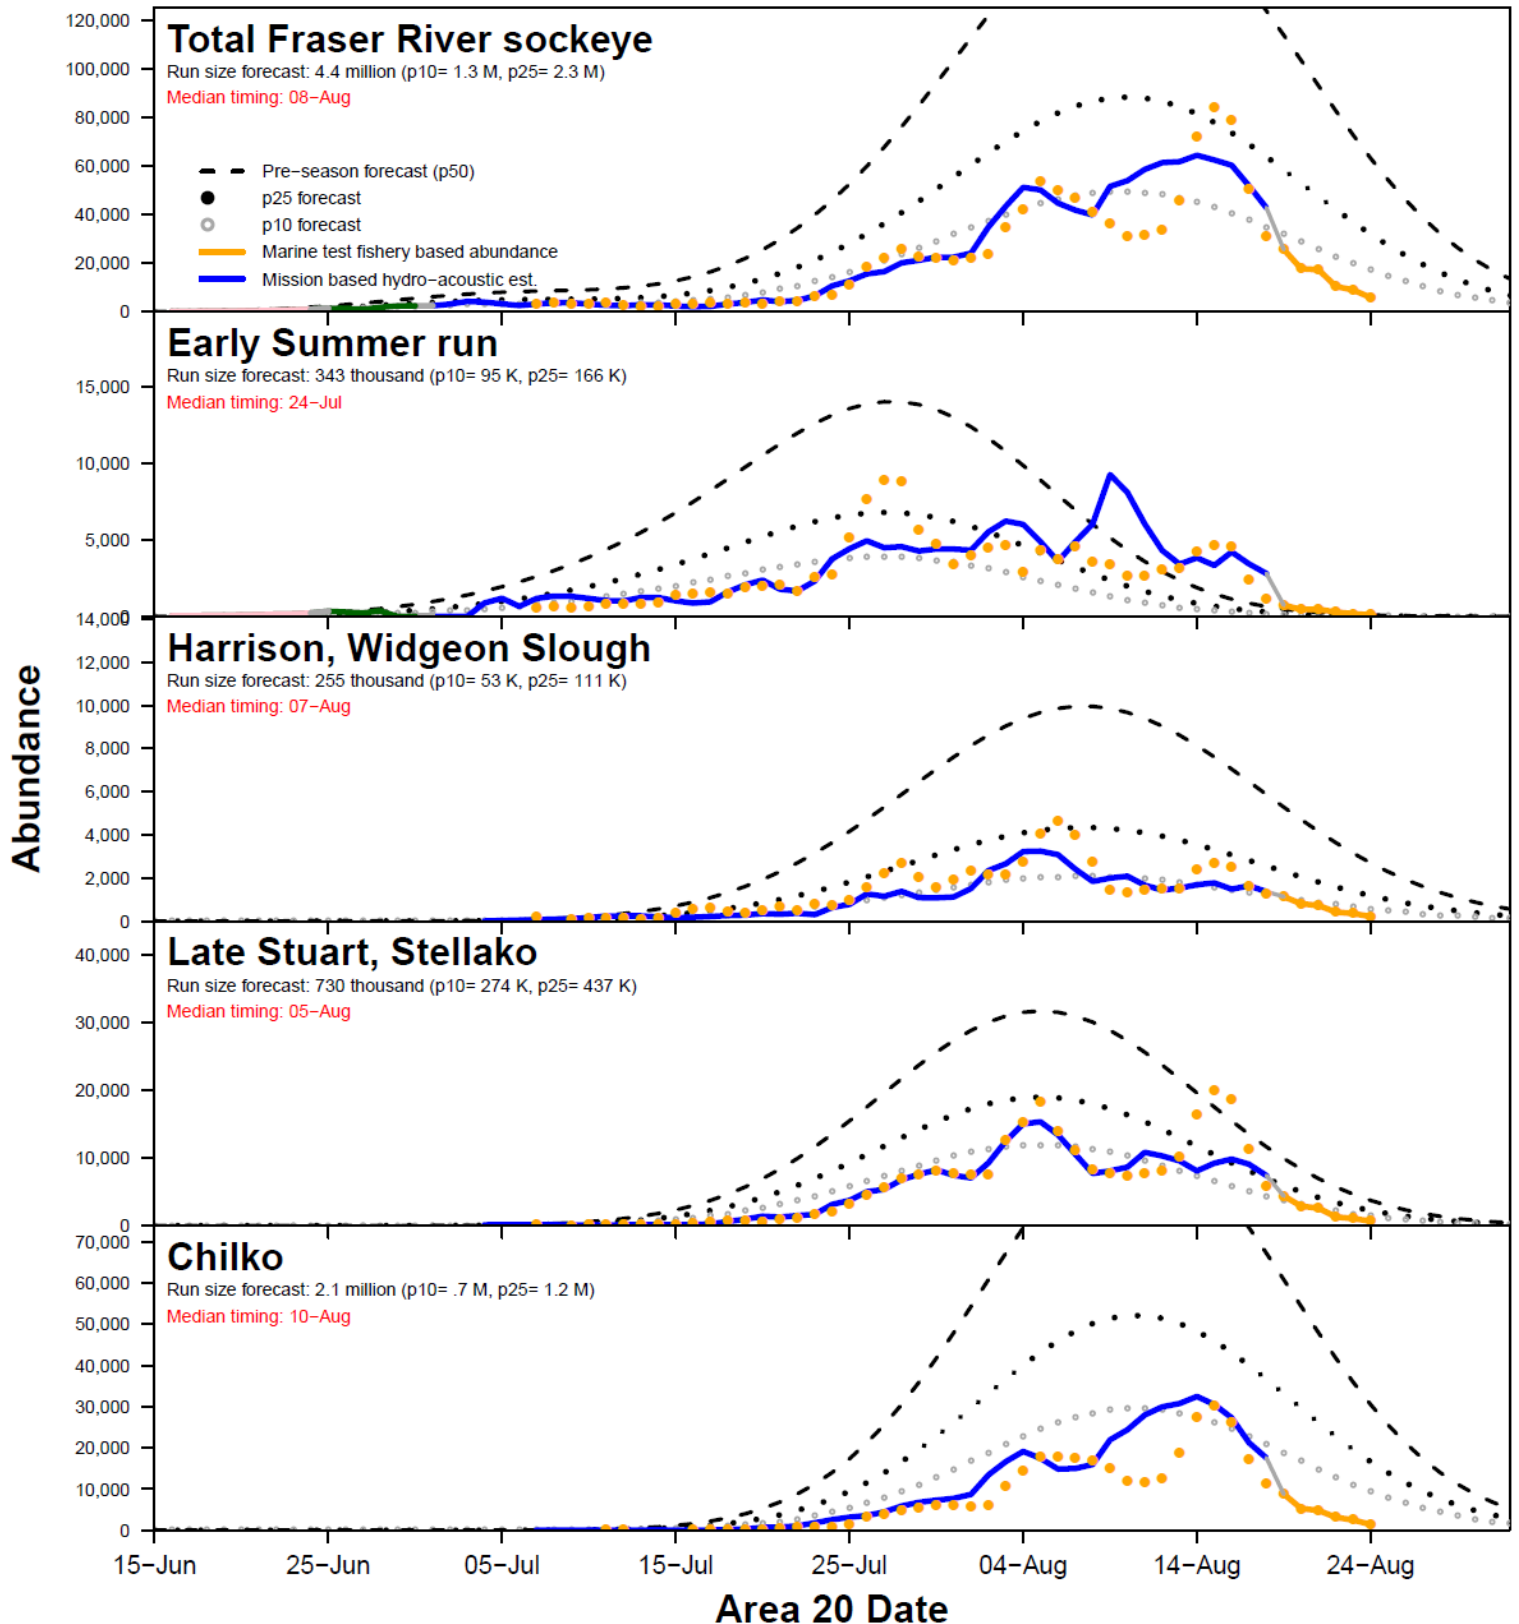 Total Fraser River sockeye
Run size forecast: 4.4 million (p10= 1.3 M, p25= 2.3 M)
Median timing: 08−Aug
Pre−season forecast (p50)
p25 forecast
p10 forecast
Marine test fishery based abundance
Mission based hydro−acoustic est.
120,000
100,000
80,000
60,000
40,000
20,000
0
Early Summer run
Run size forecast: 343 thousand (p10= 95 K, p25= 166 K)
Median timing: 24−Jul
15,000
10,000
5,000
0
Harrison, Widgeon Slough
Run size forecast: 255 thousand (p10= 53 K, p25= 111 K)
Median timing: 07−Aug
14,000
12,000
10,000
8,000
6,000
4,000
2,000
0
Abundance
Late Stuart, Stellako
Run size forecast: 730 thousand (p10= 274 K, p25= 437 K)
Median timing: 05−Aug
40,000
30,000
20,000
10,000
0
Chilko
Run size forecast: 2.1 million (p10= .7 M, p25= 1.2 M)
Median timing: 10−Aug
70,000
60,000
50,000
40,000
30,000
20,000
10,000
0
15−Jun 25−Jun 05−Jul 15−Jul 25−Jul 04−Aug 14−Aug 24−Aug
Area 20 Date